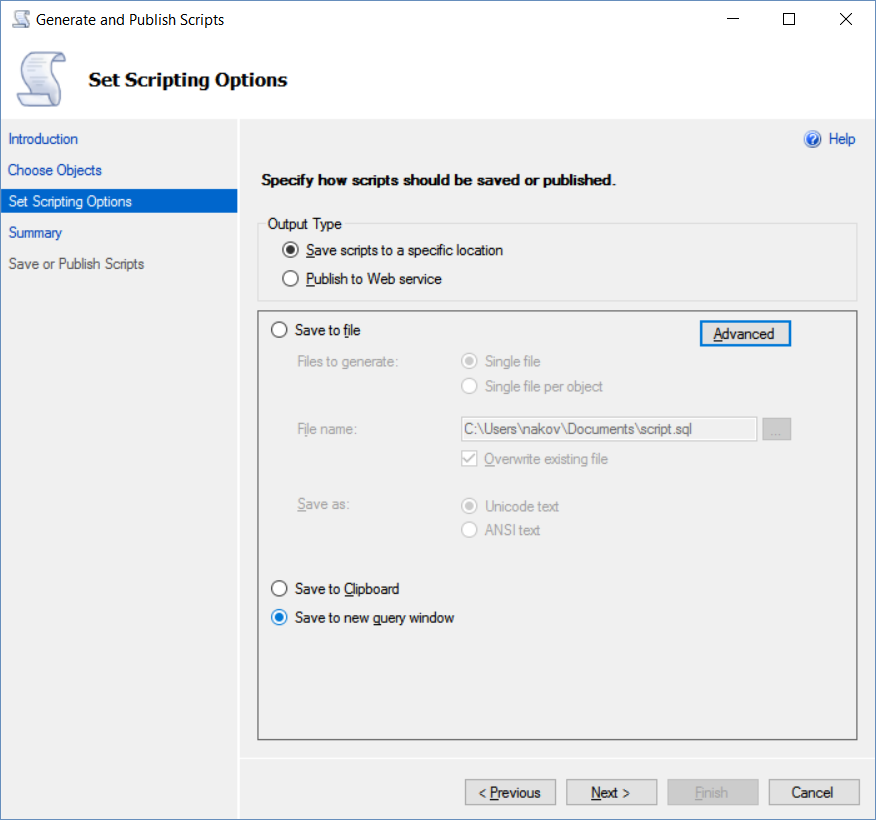 Generate and Publish Scripts
Set Scripting Options
Introduction
Choose Objects
Set Scripting Options
Summary
Save or Publish Scripts
Help
Specify how scripts should be saved or published.
Output Type
Save scripts to a specific location
Publish to Web service
Save to file
Advanced
Files to generate:
Single file
Single file per object
File name:
C:\Users\nakov\Documents\script.sql
...
Overwrite existing file
Save as:
Unicode text
ANSI text
Save to Clipboard
Save to new query window
< Previous
Next >
Finish
Cancel